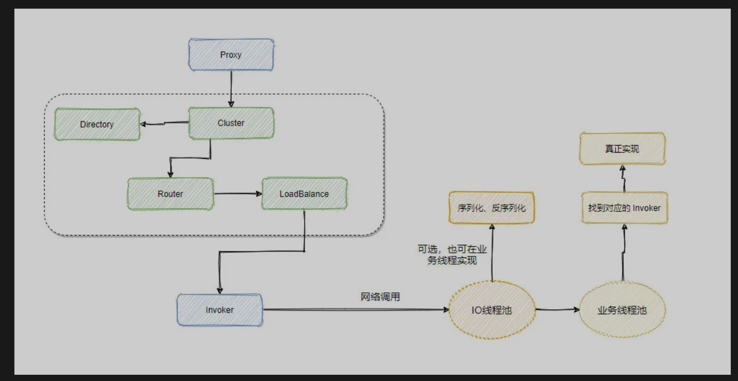 Proxy
Directory
Cluster
Router
LoadBalance
Invoker
网络调用
可选，也可在业
务线程实现
序列化、反序列化
IO线程池
真正实现
找到对应的 Invoker
业务线程池